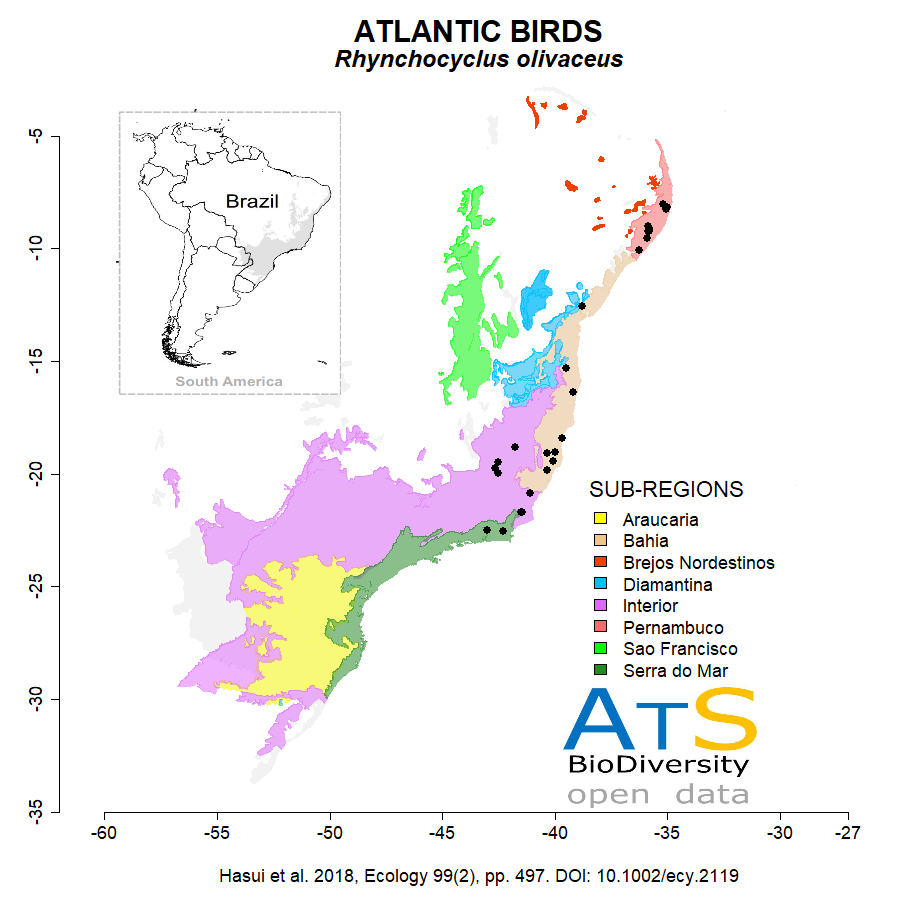 ATLANTIC BIRDS
Rhynchocyclus olivaceus
Brazil
South America
-5
-10
-15
-20
-25
-30
-35
SUB-REGIONS
Araucaria
Bahia
Brejos Nordestinos
Diamantina
Interior
Pernambuco
Sao Francisco
Serra do Mar
ATS
BioDiversity
open data
-60
-55
-50
-45
-40
-35
-30
-27
Hasui et al. 2018, Ecology 99(2), pp. 497. DOI: 10.1002/ecy.2119